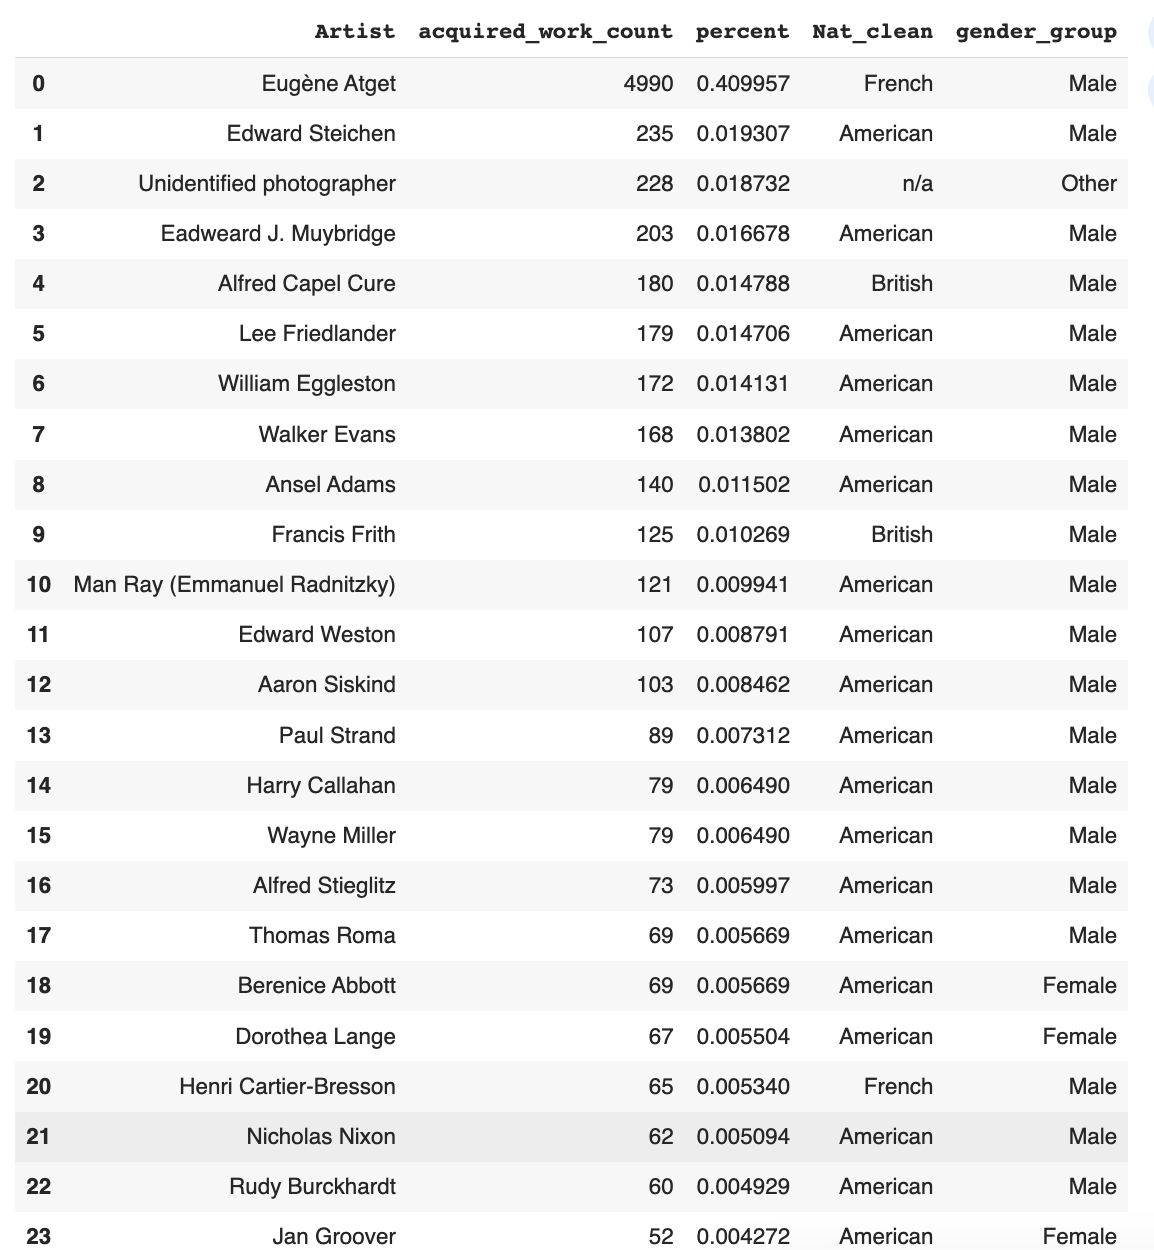 Artist acquired_work_count percent Nat_clean gender_group
0 Eugène Atget 4990 0.409957 French Male
1 Edward Steichen 235 0.019307 American Male
2 Unidentified photographer 228 0.018732 n/a Other
3 Eadweard J. Muybridge 203 0.016678 American Male
4 Alfred Capel Cure 180 0.014788 British Male
5 Lee Friedlander 179 0.014706 American Male
6 William Eggleston 172 0.014131 American Male
7 Walker Evans 168 0.013802 American Male
8 Ansel Adams 140 0.011502 American Male
9 Francis Frith 125 0.010269 British Male
10 Man Ray (Emmanuel Radnitzky) 121 0.009941 American Male
11 Edward Weston 107 0.008791 American Male
12 Aaron Siskind 103 0.008462 American Male
13 Paul Strand 89 0.007312 American Male
14 Harry Callahan 79 0.006490 American Male
15 Wayne Miller 79 0.006490 American Male
16 Alfred Stieglitz 73 0.005997 American Male
17 Thomas Roma 69 0.005669 American Male
18 Berenice Abbott 69 0.005669 American Female
19 Dorothea Lange 67 0.005504 American Female
20 Henri Cartier-Bresson 65 0.005340 French Male
21 Nicholas Nixon 62 0.005094 American Male
22 Rudy Burckhardt 60 0.004929 American Male
23 Jan Groover 52 0.004272 American Female